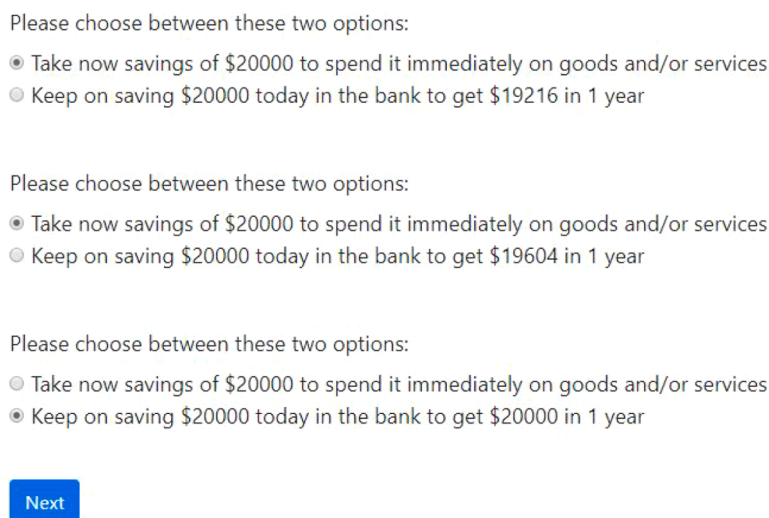 Please choose between these two options:
Take now savings of $20000 to spend it immediately on goods and/or services
Keep on saving $20000 today in the bank to get $19216 in 1 year
Please choose between these two options:
Take now savings of $20000 to spend it immediately on goods and/or services
Keep on saving $20000 today in the bank to get $19604 in 1 year
Please choose between these two options:
Take now savings of $20000 to spend it immediately on goods and/or services
Keep on saving $20000 today in the bank to get $20000 in 1 year
Next